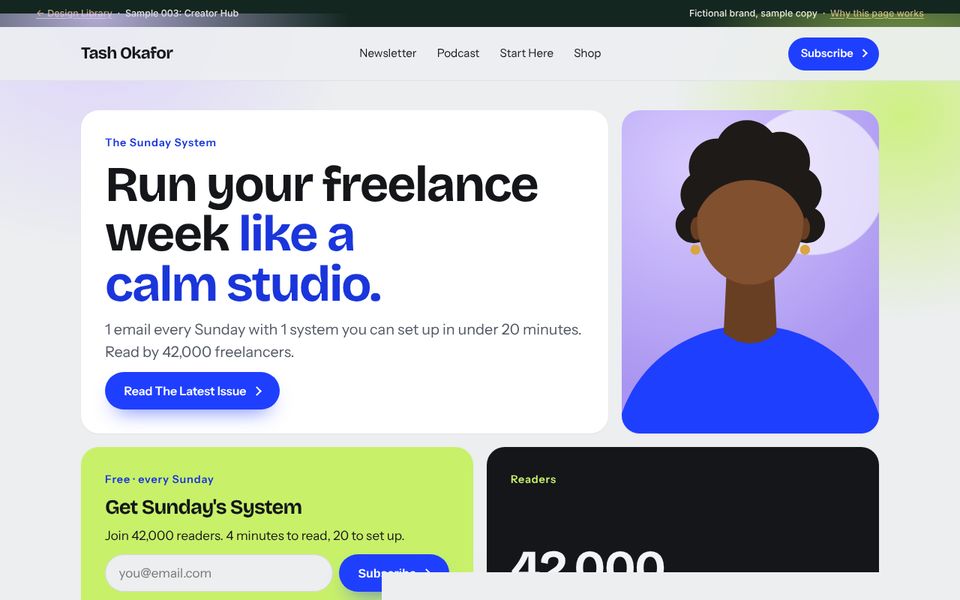 ← Design Library · Sample 003: Creator Hub
Fictional brand, sample copy · Why this page works
Tash Okafor
Newsletter
Podcast
Start Here
Shop
Subscribe
The Sunday System
Run your freelance
week like a
calm studio.
1 email every Sunday with 1 system you can set up in under 20 minutes.
Read by 42,000 freelancers.
Read The Latest Issue
Free · every Sunday
Get Sunday's System
Join 42,000 readers. 4 minutes to read, 20 to set up.
you@email.com
Subscribe
Readers
42,000